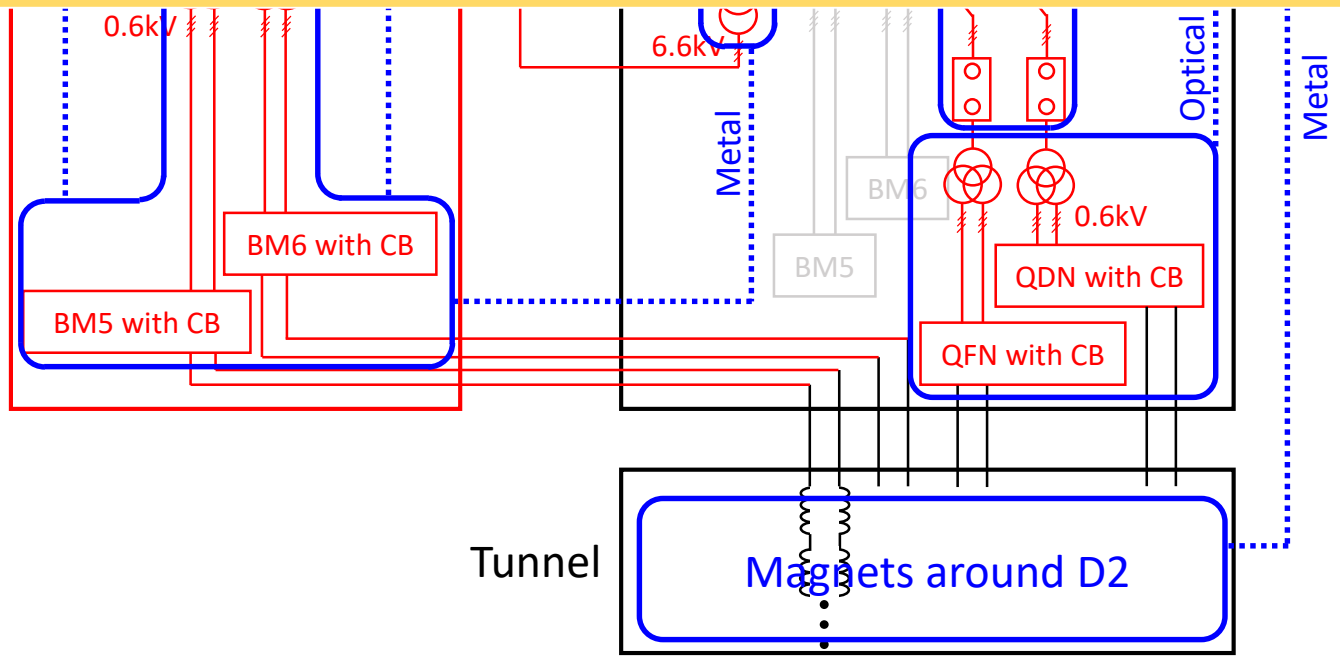 0.6kV
6.6kV
Optical
Metal
Metal
BM6
BM5
0.6kV
BM6 with CB
BM5 with CB
QDN with CB
QFN with CB
Tunnel
Magnets around D2